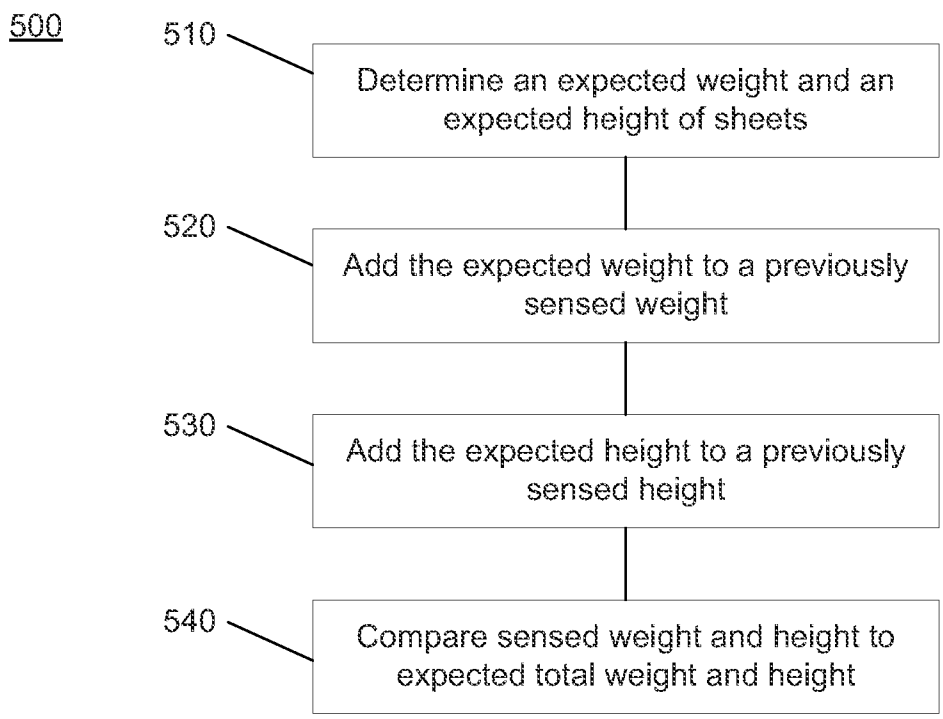 500
510
Determine an expected weight and an
expected height of sheets
520
Add the expected weight to a previously
sensed weight
530
Add the expected height to a previously
sensed height
540
Compare sensed weight and height to
expected total weight and height